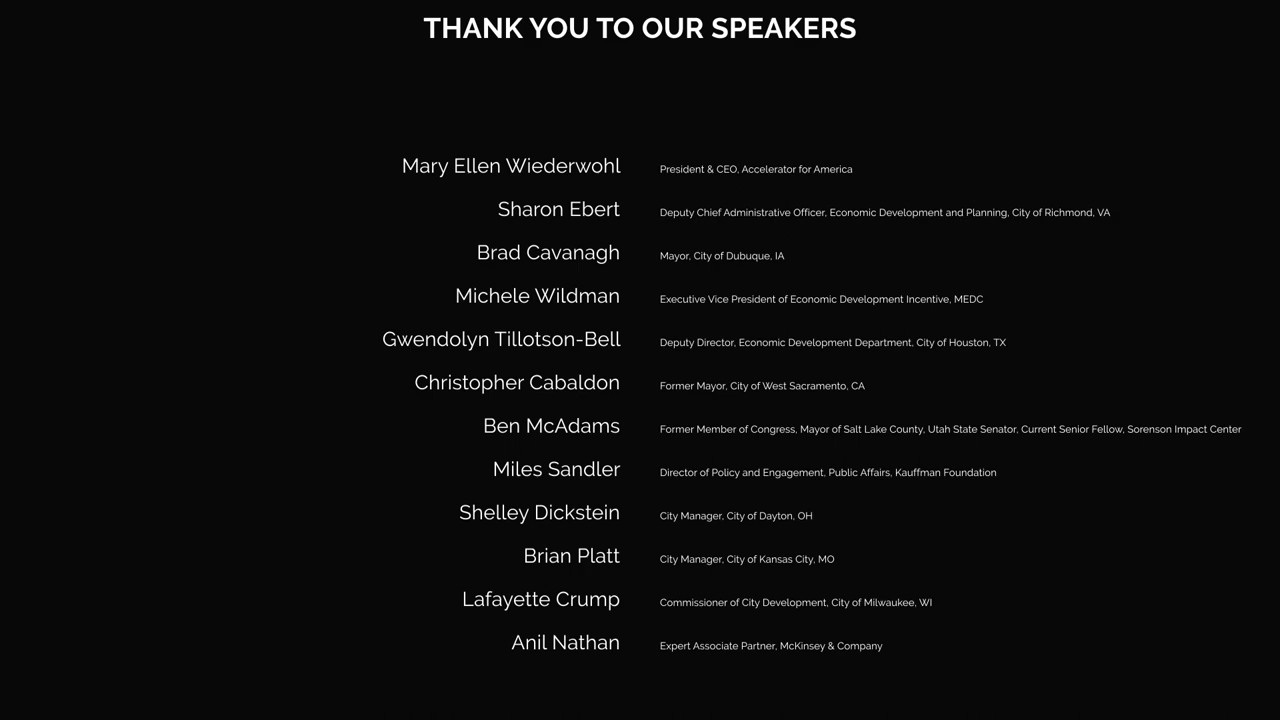 THANK YOU TO OUR SPEAKERS
Mary Ellen Wiederwohl President & CEO, Accelerator for America
Sharon Ebert Deputy Chief Administrative Officer, Economic Development and Planning, City of Richmond, VA
Brad Cavanagh Mayor, City of Dubuque, IA
Michele Wildman Executive Vice President of Economic Development Incentive, MEDC
Gwendolyn Tillotson-Bell Deputy Director, Economic Development Department, City of Houston, TX
Christopher Cabaldon Former Mayor, City of West Sacramento, CA
Ben McAdams Former Member of Congress, Mayor of Salt Lake County, Utah State Senator, Current Senior Fellow, Sorenson Impact Center
Miles Sandler Director of Policy and Engagement, Public Affairs, Kauffman Foundation
Shelley Dickstein City Manager, City of Dayton, OH
Brian Platt City Manager, City of Kansas City, MO
Lafayette Crump Commissioner of City Development, City of Milwaukee, WI
Anil Nathan Expert Associate Partner, McKinsey & Company